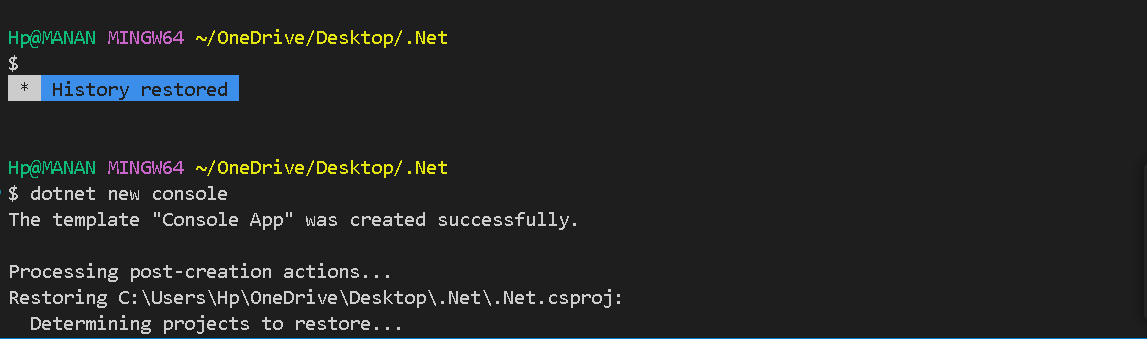 Hp@MANAN MINGW64 ~/OneDrive/Desktop/.Net
$
* History restored
Hp@MANAN MINGW64 ~/OneDrive/Desktop/.Net
$ dotnet new console
The template "Console App" was created successfully.
Processing post-creation actions...
Restoring C:\Users\Hp\OneDrive\Desktop\.Net\.Net.csproj:
Determining projects to restore...